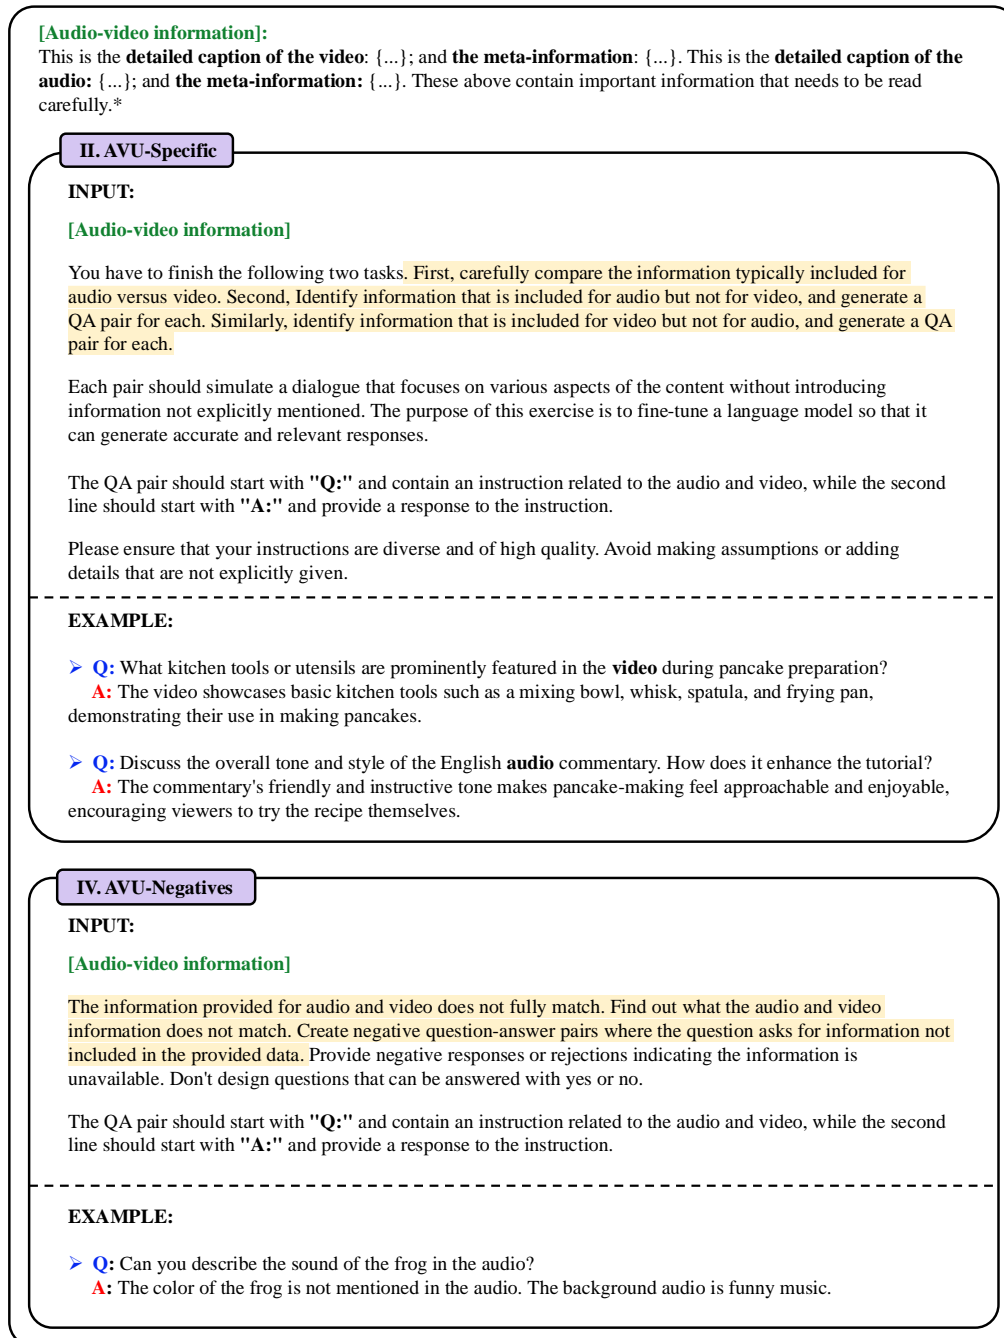 [Audio-video information]:
This is the detailed caption of the video: {...}; and the meta-information: {...}. This is the detailed caption of the
audio: {...}; and the meta-information: {...}. These above contain important information that needs to be read
carefully.*
II. AVU-Specific
INPUT:
[Audio-video information]
You have to finish the following two tasks. First, carefully compare the information typically included for
audio versus video. Second, Identify information that is included for audio but not for video, and generate a
QA pair for each. Similarly, identify information that is included for video but not for audio, and generate a QA
pair for each.
Each pair should simulate a dialogue that focuses on various aspects of the content without introducing
information not explicitly mentioned. The purpose of this exercise is to fine-tune a language model so that it
can generate accurate and relevant responses.
The QA pair should start with "Q:" and contain an instruction related to the audio and video, while the second
line should start with "A:" and provide a response to the instruction.
Please ensure that your instructions are diverse and of high quality. Avoid making assumptions or adding
details that are not explicitly given.
EXAMPLE:
➢ Q: What kitchen tools or utensils are prominently featured in the video during pancake preparation?
A: The video showcases basic kitchen tools such as a mixing bowl, whisk, spatula, and frying pan,
demonstrating their use in making pancakes.
➢ Q: Discuss the overall tone and style of the English audio commentary. How does it enhance the tutorial?
A: The commentary's friendly and instructive tone makes pancake-making feel approachable and enjoyable,
encouraging viewers to try the recipe themselves.
IV. AVU-Negatives
INPUT:
[Audio-video information]
The information provided for audio and video does not fully match. Find out what the audio and video
information does not match. Create negative question-answer pairs where the question asks for information not
included in the provided data. Provide negative responses or rejections indicating the information is
unavailable. Don't design questions that can be answered with yes or no.
The QA pair should start with "Q:" and contain an instruction related to the audio and video, while the second
line should start with "A:" and provide a response to the instruction.
EXAMPLE:
➢ Q: Can you describe the sound of the frog in the audio?
A: The color of the frog is not mentioned in the audio. The background audio is funny music.